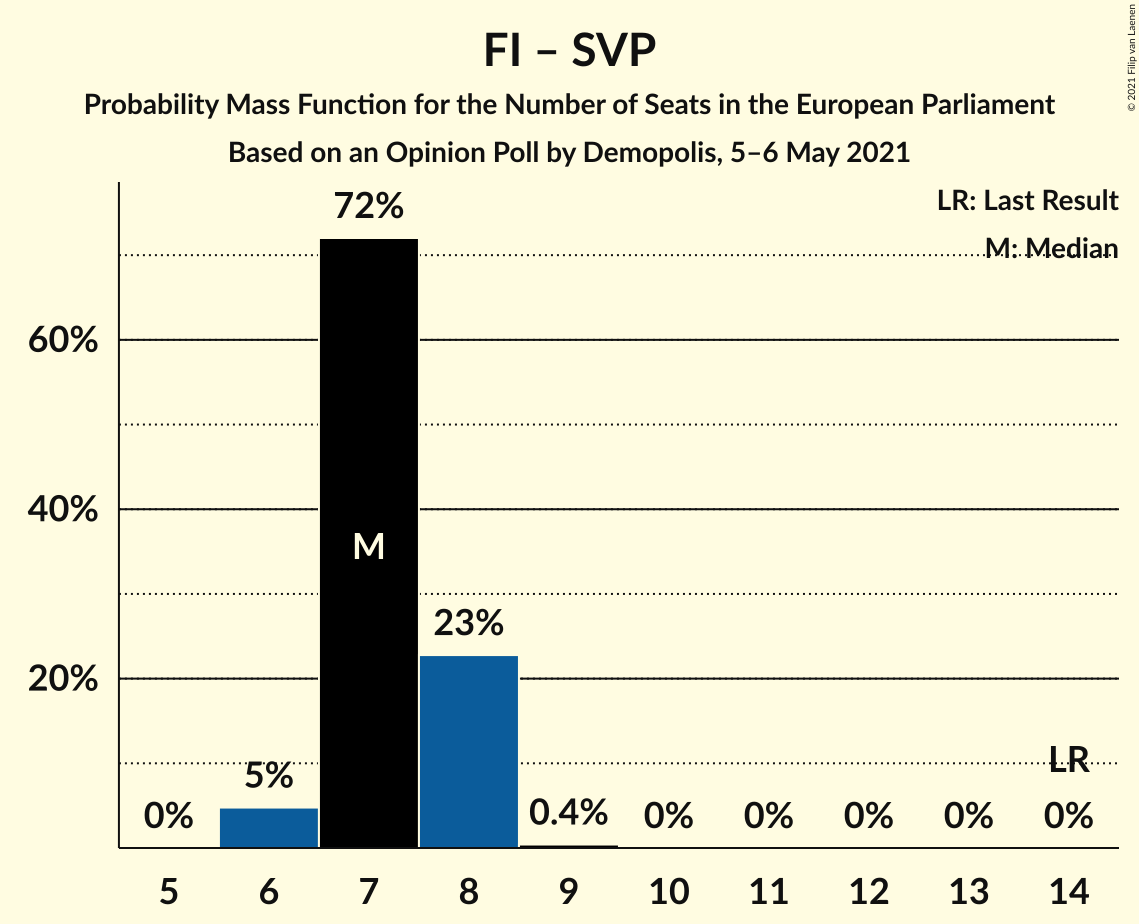 FI – SVP
Probability Mass Function for the Number of Seats in the European Parliament
Based on an Opinion Poll by Demopolis, 5–6 May 2021
© 2021 Filip van Laenen
LR: Last Result
M: Median
72%
60%
40%
M
23%
20%
LR
5%
0%
0.4%
0%
0%
0%
0%
0%
5 6 7 8 9 10 11 12 13 14